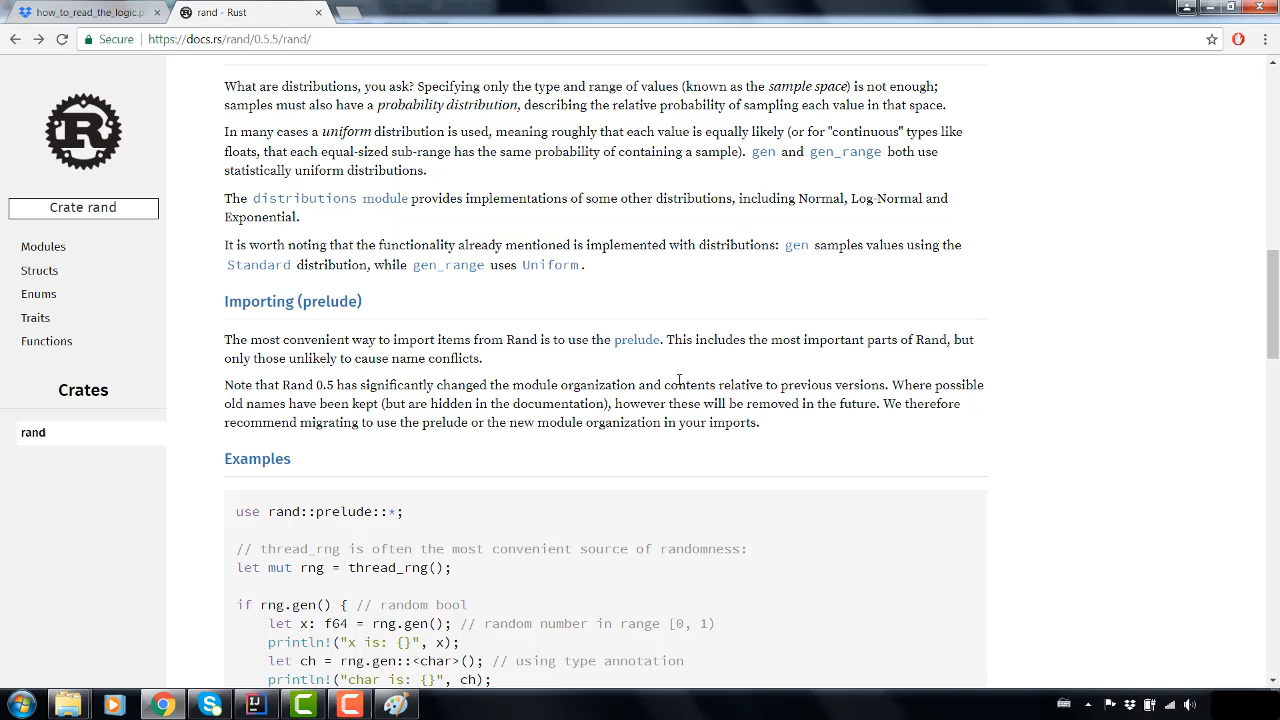 how_to_read_the_logic.p
rand - Rust
Secure
https://docs.rs/rand/0.5.5/rand/
R
Crate rand
Modules
Structs
Enums
Traits
Functions
Crates
rand
What are distributions, you ask? Specifying only the type and range of values (known as the sample space) is not enough;
samples must also have a probability distribution, describing the relative probability of sampling each value in that space.
In many cases a uniform distribution is used, meaning roughly that each value is equally likely (or for "continuous" types like
floats, that each equal-sized sub-range has the same probability of containing a sample). gen and gen_range both use
statistically uniform distributions.
The distributions module provides implementations of some other distributions, including Normal, Log-Normal and
Exponential.
It is worth noting that the functionality already mentioned is implemented with distributions: gen samples values using the
Standard distribution, while gen_range uses Uniform.
Importing (prelude)
The most convenient way to import items from Rand is to use the prelude. This includes the most important parts of Rand, but
only those unlikely to cause name conflicts.
Note that Rand 0.5 has significantly changed the module organization and contents relative to previous versions. Where possible
old names have been kept (but are hidden in the documentation), however these will be removed in the future. We therefore
recommend migrating to use the prelude or the new module organization in your imports.
Examples
use rand::prelude::*;
// thread_rng is often the most convenient source of randomness:
let mut rng = thread_rng();
if rng.gen() { // random bool
let x: f64 = rng.gen(); // random number in range [0, 1)
println!("x is: {}", x);
let ch = rng.gen::<char>(); // using type annotation
println!("char is: {}", ch);